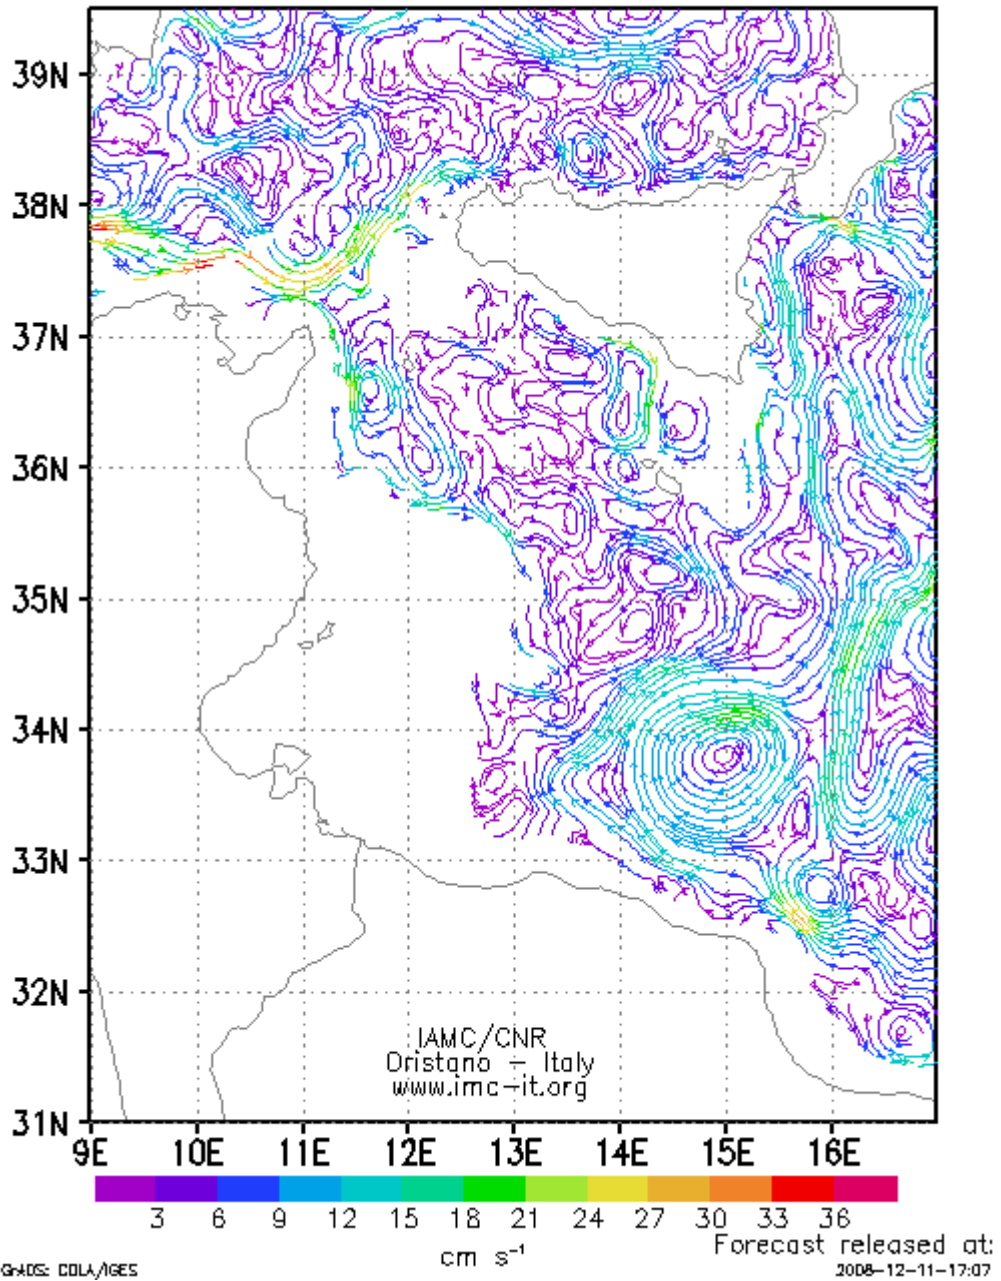 39N
38N
37N
36N
35N
34N
33N
32N
31N
IAMC/CNR
Oristano – Italy
www.imc-it.org
9E 10E 11E 12E 13E 14E 15E 16E
3 6 9 12 15 18 21 24 27 30 33 36
cm s⁻¹
Forecast released at:
GrADS: COLA/IGES
2008-12-11-17:07